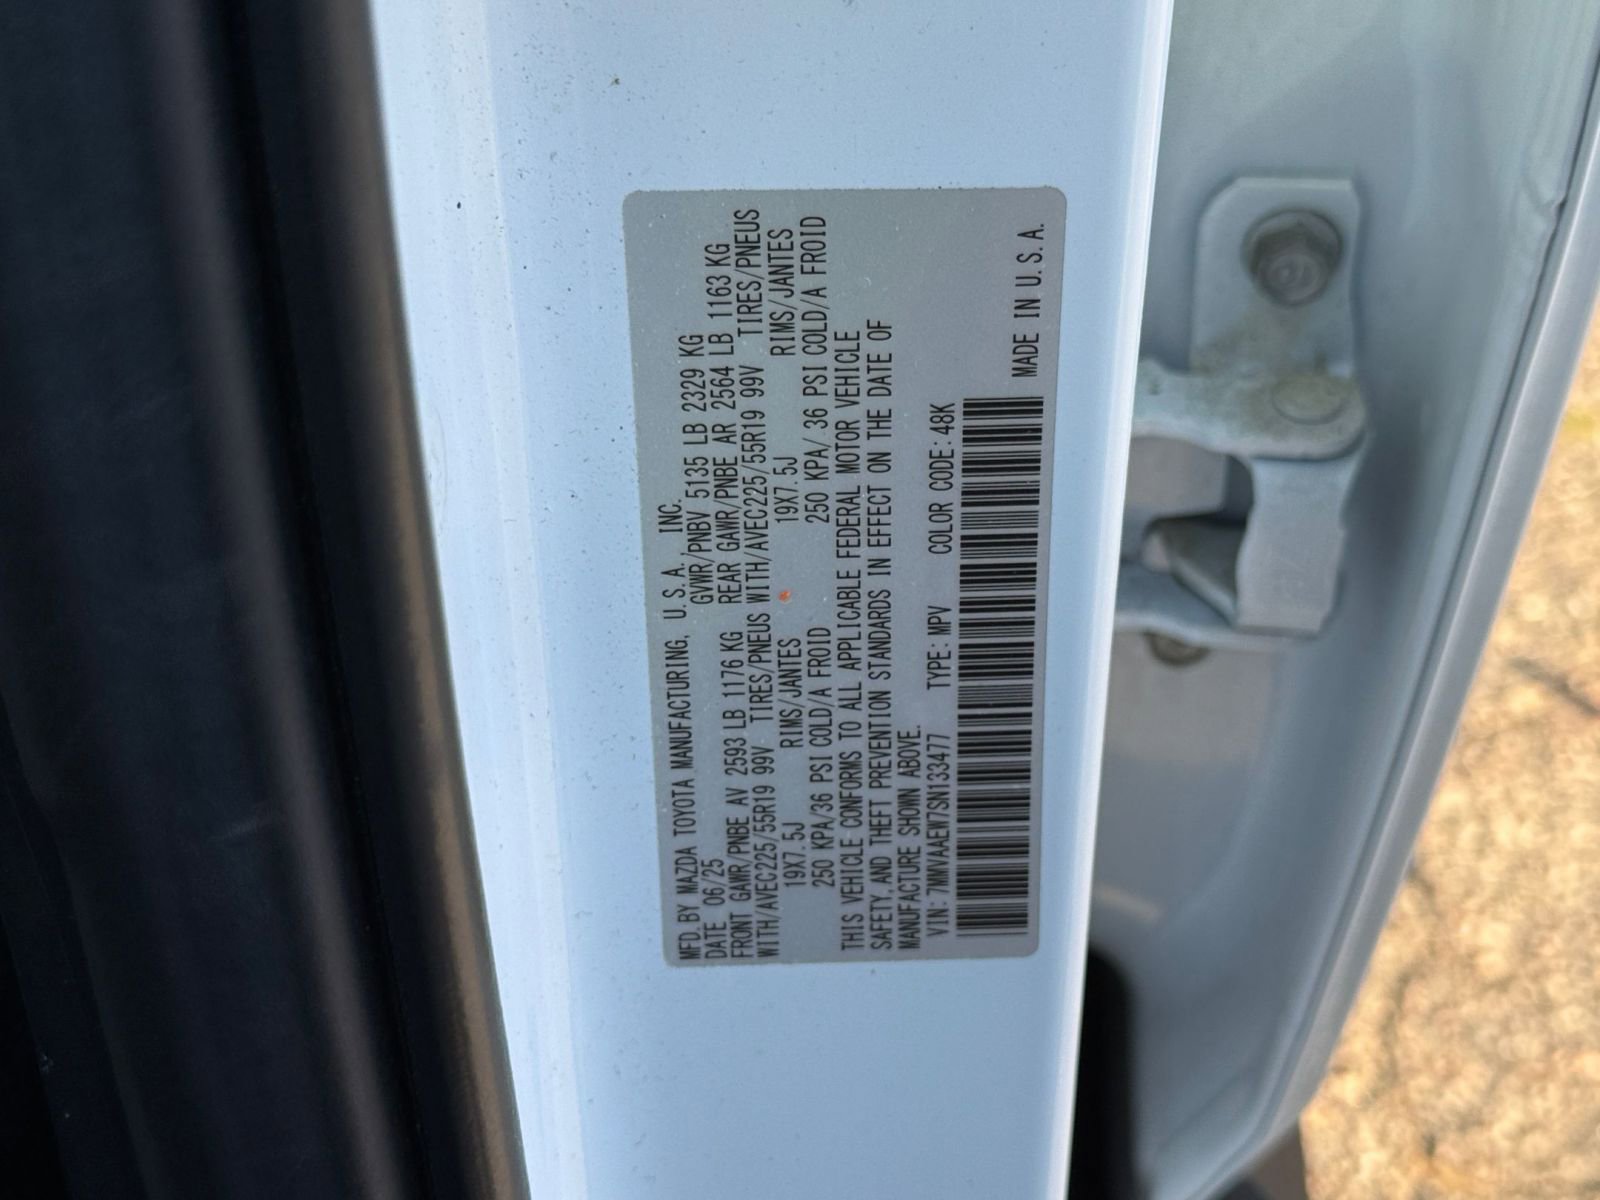 MFD. BY MAZDA TOYOTA MANUFACTURING, U. S. A. INC.
DATE 06/25 GVWR/PNBV 5135 LB 2329 KG
FRONT GAWR/PNBE AV 2593 LB 1176 KG REAR GAWR/PNBE AR 2564 LB 1163 KG
WITH/AVEC225/55R19 99V TIRES/PNEUS WITH/AVEC225/55R19 99V TIRES/PNEUS
19X7.5J RIMS/JANTES 19X7.5J RIMS/JANTES
250 KPA/36 PSI COLD/A FROID 250 KPA/ 36 PSI COLD/A FROID
THIS VEHICLE CONFORMS TO ALL APPLICABLE FEDERAL MOTOR VEHICLE
SAFETY, AND THEFT PREVENTION STANDARDS IN EFFECT ON THE DATE OF
MANUFACTURE SHOWN ABOVE.
VIN: 7MMVAAEW7SN133477 TYPE: MPV COLOR CODE: 48K
MADE IN U. S. A.